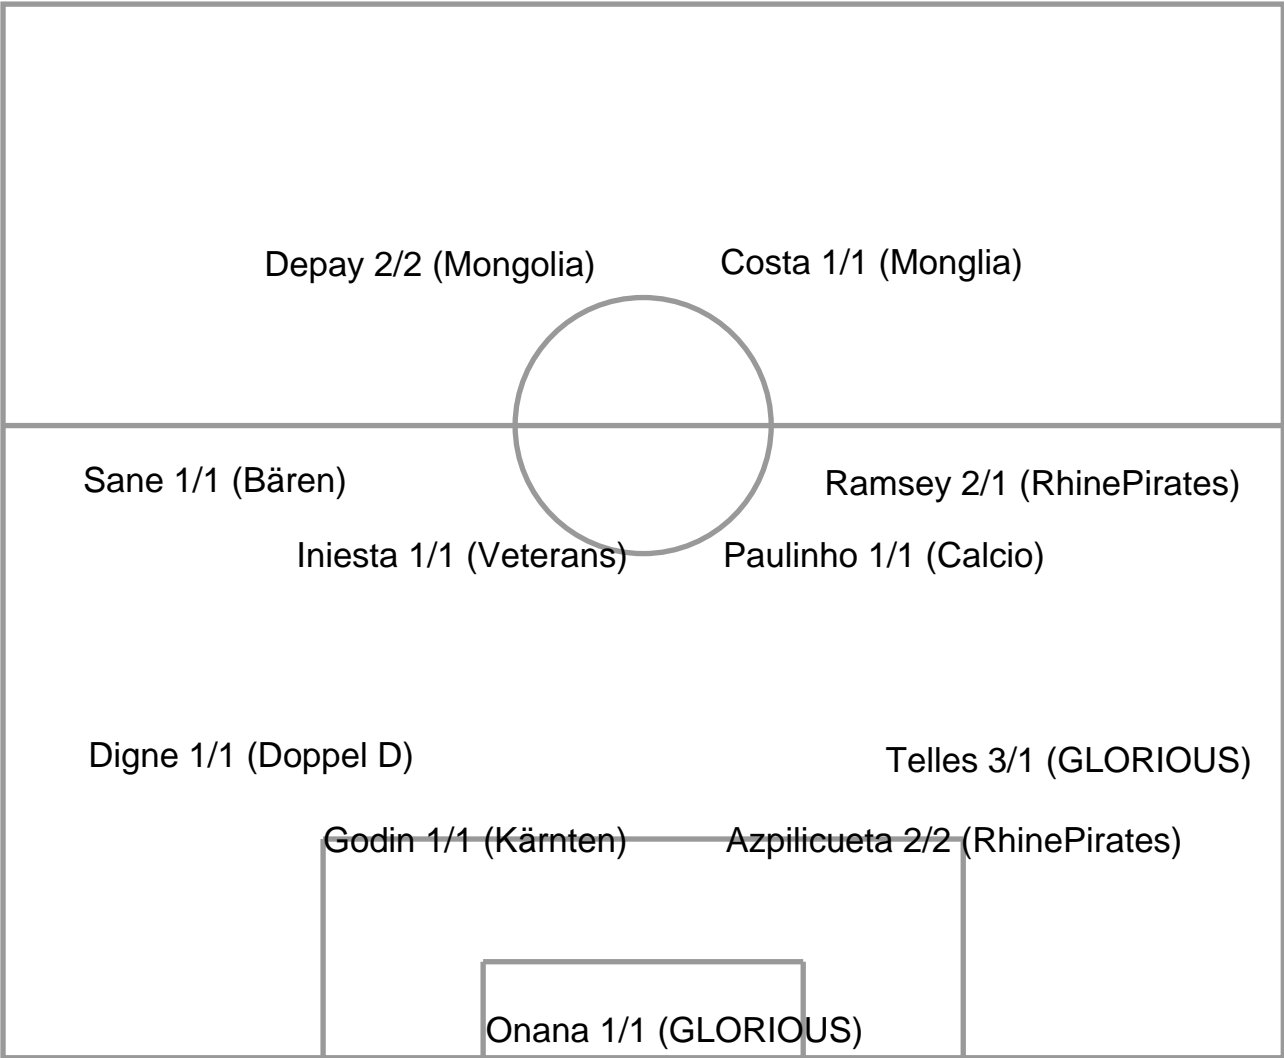 Depay 2/2 (Mongolia)
Costa 1/1 (Monglia)
Sane 1/1 (Bären)
Ramsey 2/1 (RhinePirates)
Iniesta 1/1 (Veterans)
Paulinho 1/1 (Calcio)
Digne 1/1 (Doppel D)
Telles 3/1 (GLORIOUS)
Godin 1/1 (Kärnten)
Azpilicueta 2/2 (RhinePirates)
Onana 1/1 (GLORIOUS)